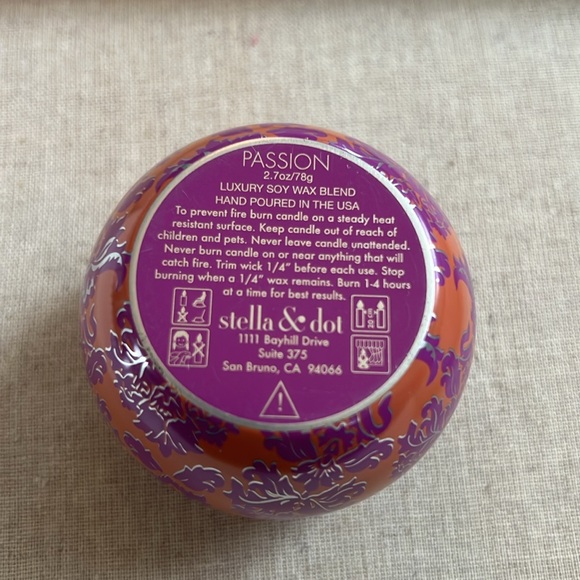 PASSION
2.7oz/78g
LUXURY SOY WAX BLEND
HAND POURED IN THE USA
To prevent fire burn candle on a steady heat
resistant surface. Keep candle out of reach of
children and pets. Never leave candle unattended.
Never burn candle on or near anything that will
catch fire. Trim wick 1/4" before each use. Stop
burning when a 1/4" wax remains. Burn 1-4 hours
at a time for best results.
stella & dot
1111 Bayhill Drive
Suite 375
San Bruno, CA 94066